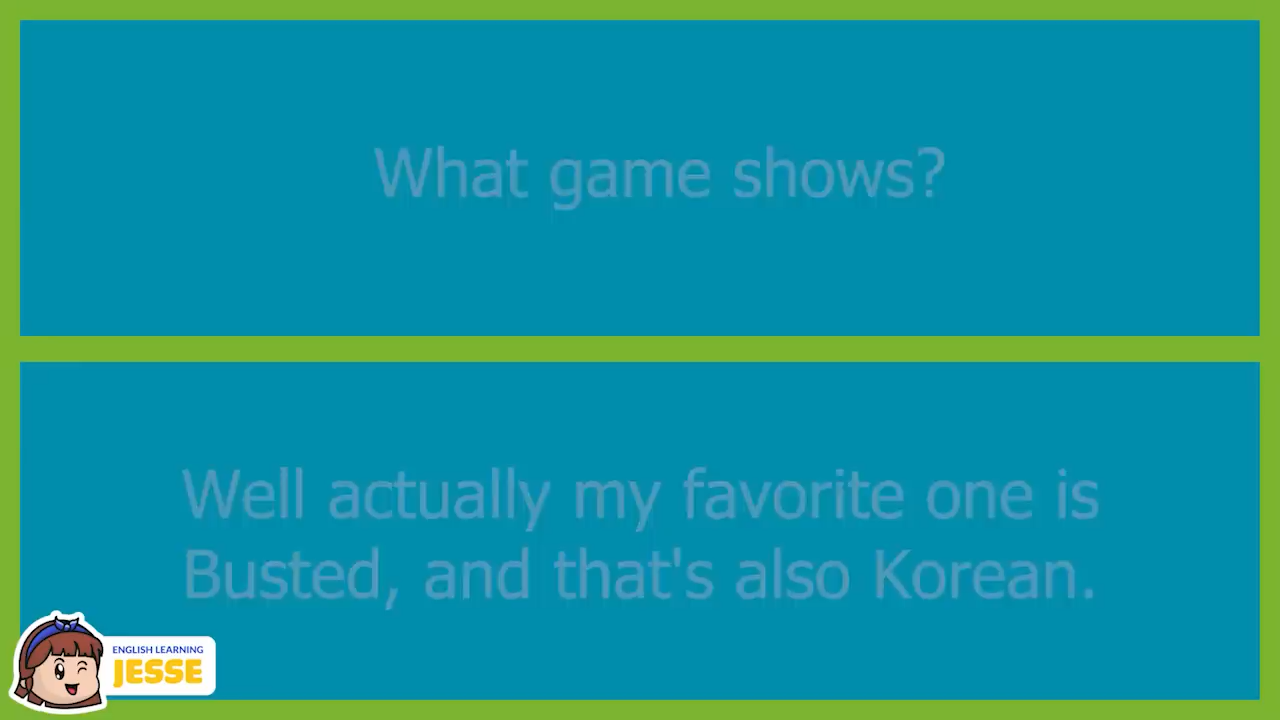 What game shows?
Well actually my favorite one is
Busted, and that's also Korean.
ENGLISH LEARNING
JESSE